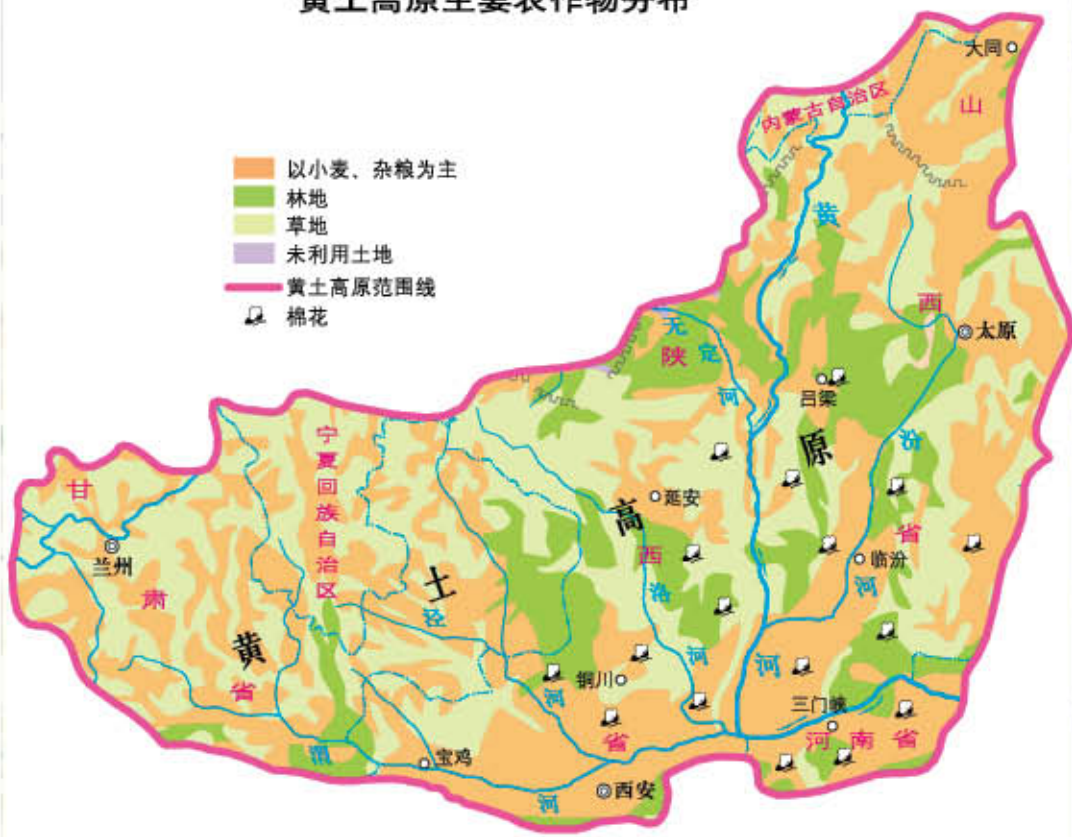 黄土高原主要农作物分布
大同
内蒙古自治区
山
以小麦、杂粮为主
林地
草地
未利用土地
黄土高原范围线
棉花
黄
西
太原
无定河
陕
吕梁
汾
原
宁夏回族自治区
甘
延安
高
省
兰州
西
临汾
洛
河
肃
土
泾
黄
河
河
省
铜川
河
三门峡
省
河南省
渭
宝鸡
西安
河